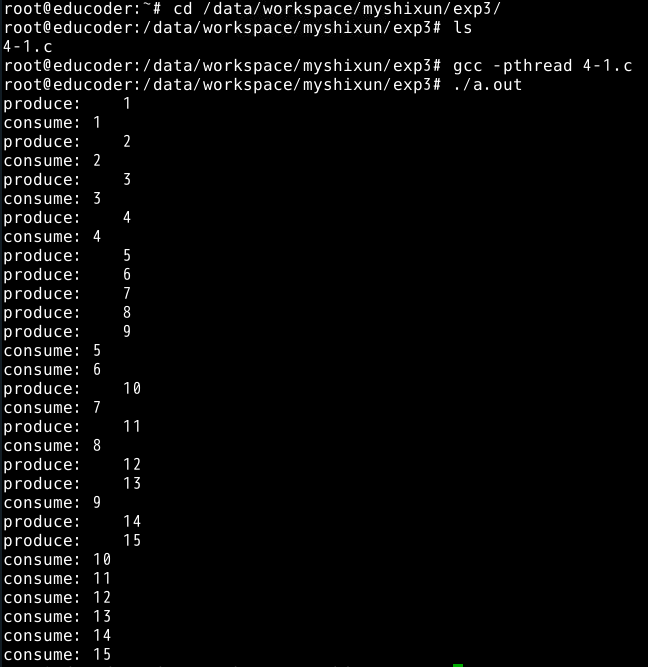 root@educoder:~# cd /data/workspace/myshixun/exp3/
root@educoder:/data/workspace/myshixun/exp3# ls
4-1.c
root@educoder:/data/workspace/myshixun/exp3# gcc -pthread 4-1.c
root@educoder:/data/workspace/myshixun/exp3# ./a.out
produce:    1
consume: 1
produce:    2
consume: 2
produce:    3
consume: 3
produce:    4
consume: 4
produce:    5
produce:    6
produce:    7
produce:    8
produce:    9
consume: 5
consume: 6
produce:    10
consume: 7
produce:    11
consume: 8
produce:    12
produce:    13
consume: 9
produce:    14
produce:    15
consume: 10
consume: 11
consume: 12
consume: 13
consume: 14
consume: 15